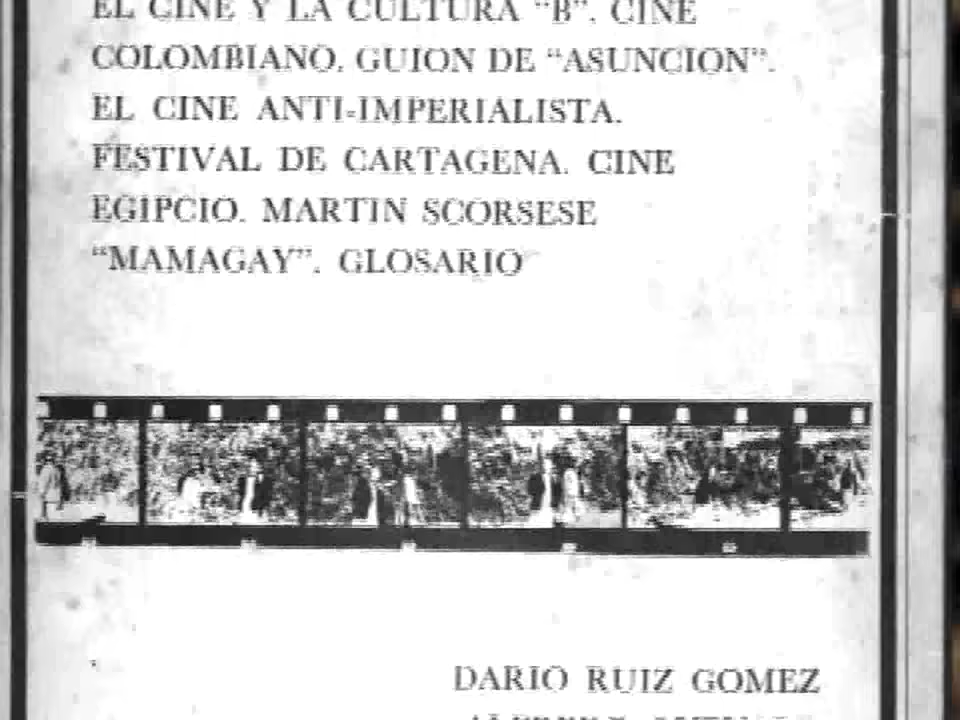 EL CINE Y LA CULTURA “B”. CINE
COLOMBIANO. GUION DE “ASUNCION”.
EL CINE ANTI-IMPERIALISTA.
FESTIVAL DE CARTAGENA. CINE
EGIPCIO. MARTIN SCORSESE
“MAMAGAY”. GLOSARIO
DARIO RUIZ GOMEZ